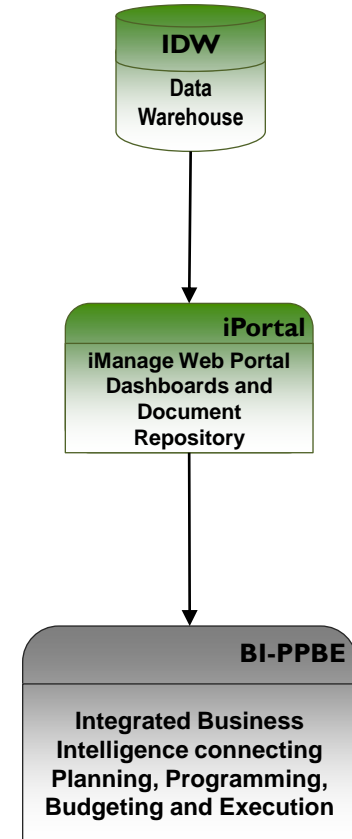 IDW
Data
Warehouse
iPortal
iManage Web Portal
Dashboards and
Document
Repository
BI-PPBE
Integrated Business
Intelligence connecting
Planning, Programming,
Budgeting and Execution